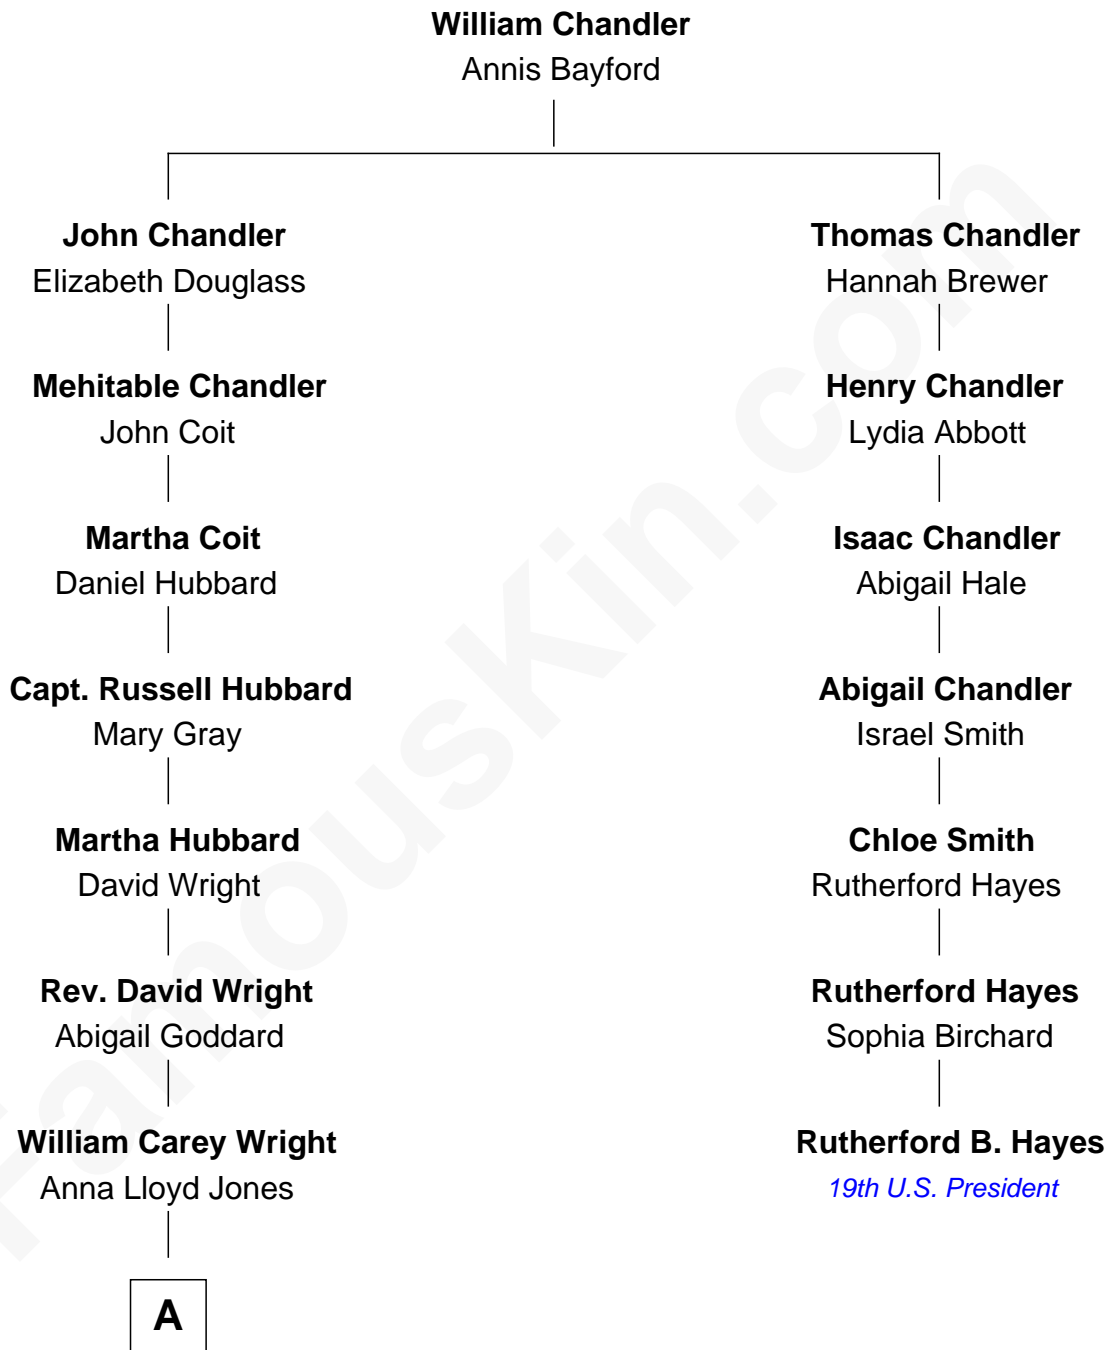 William Chandler
Annis Bayford
John Chandler
Elizabeth Douglass
Mehitable Chandler
John Coit
Martha Coit
Daniel Hubbard
Capt. Russell Hubbard
Mary Gray
Martha Hubbard
David Wright
Rev. David Wright
Abigail Goddard
William Carey Wright
Anna Lloyd Jones
A
Thomas Chandler
Hannah Brewer
Henry Chandler
Lydia Abbott
Isaac Chandler
Abigail Hale
Abigail Chandler
Israel Smith
Chloe Smith
Rutherford Hayes
Rutherford Hayes
Sophia Birchard
Rutherford B. Hayes
19th U.S. President
FamousKin.com